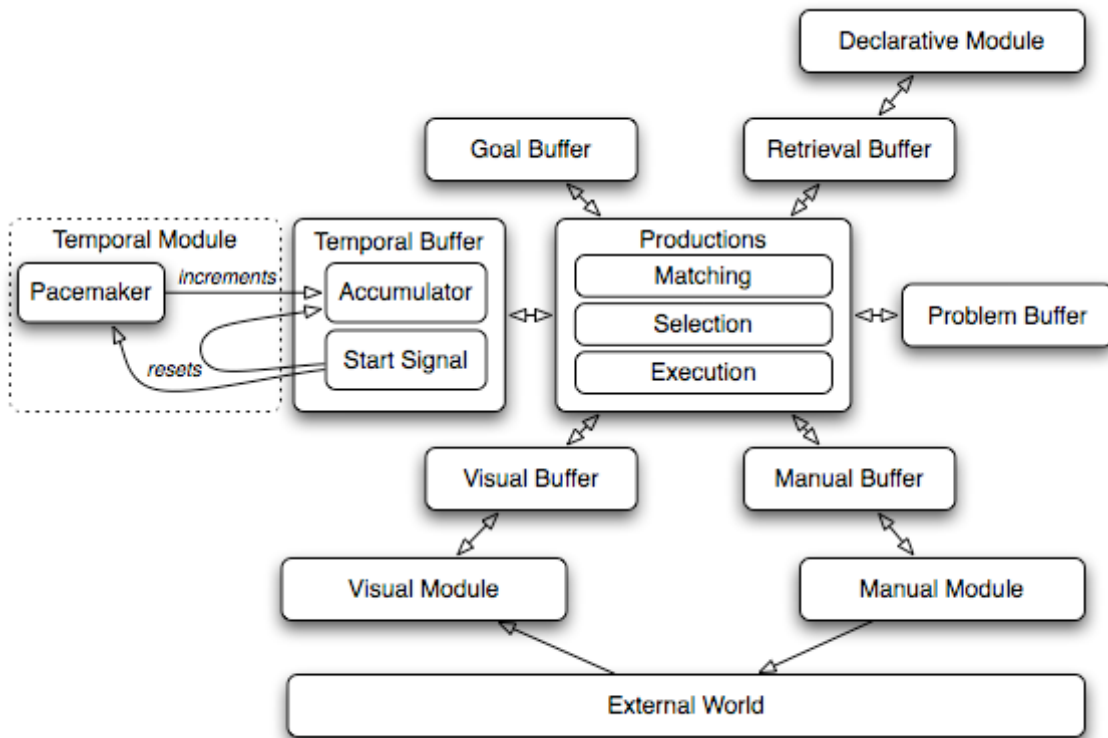 Declarative Module
Goal Buffer
Retrieval Buffer
Temporal Module
Pacemaker
increments
resets
Temporal Buffer
Accumulator
Start Signal
Productions
Matching
Selection
Execution
Problem Buffer
Visual Buffer
Manual Buffer
Visual Module
Manual Module
External World